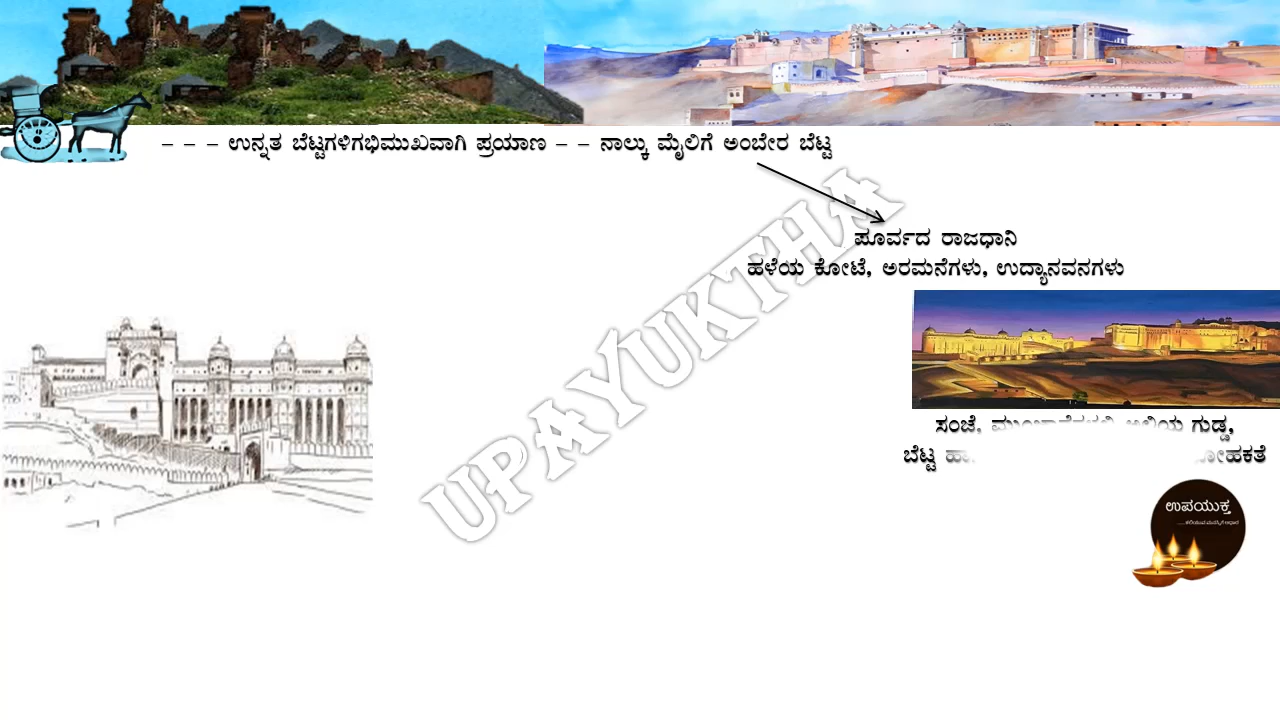 – – – ಉನ್ನತ ಬೆಟ್ಟಗಳಿಗಭಿಮುಖವಾಗಿ ಪ್ರಯಾಣ – – ನಾಲ್ಕು ಮೈಲಿಗೆ ಅಂಬೇರ ಬೆಟ್ಟ
ಪೂರ್ವದ ರಾಜಧಾನಿ
ಹಳೆಯ ಕೋಟೆ, ಅರಮನೆಗಳು, ಉದ್ಯಾನವನಗಳು
UPAYUKTHA
ಸಂಜೆ, ಗುಡ್ಡ,
ಬೆಟ್ಟ
ಉಪಯುಕ್ತ